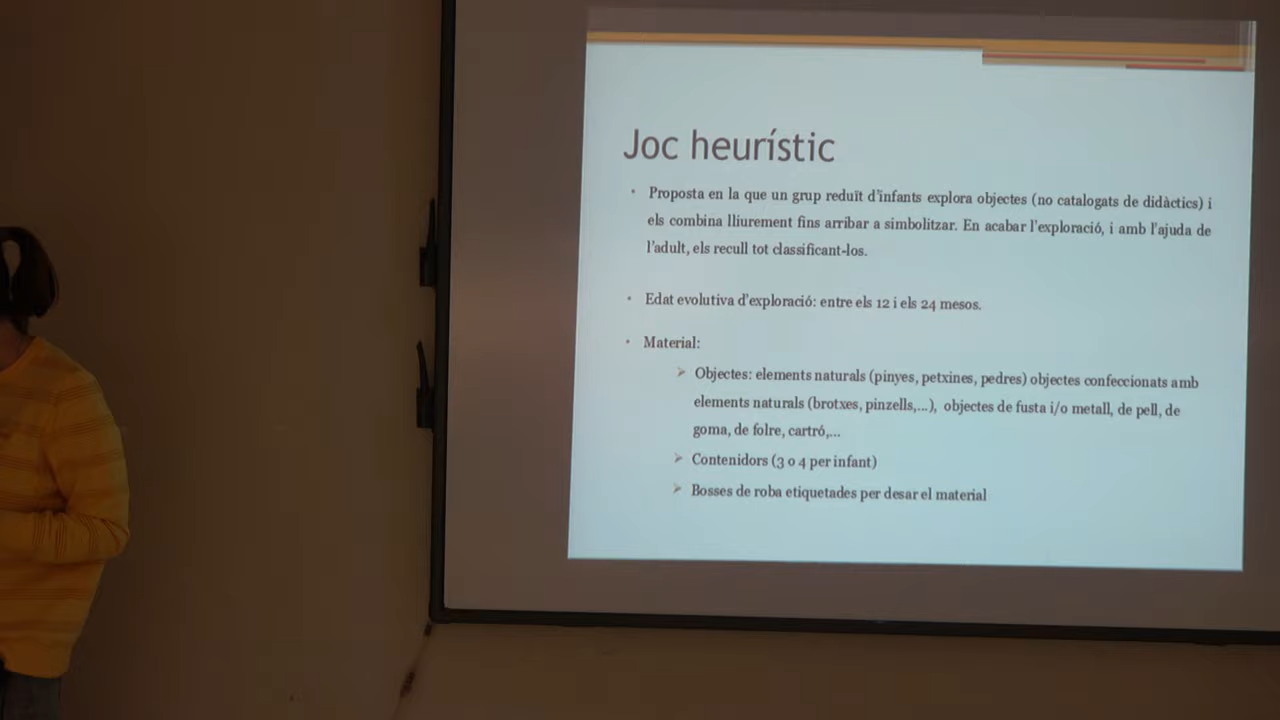 Joc heurístic
• Proposta en la que un grup reduït d'infants explora objectes (no catalogats de didàctics) i
els combina lliurement fins arribar a simbolitzar. En acabar l'exploració, i amb l'ajuda de
l'adult, els recull tot classificant-los.
• Edat evolutiva d'exploració: entre els 12 i els 24 mesos.
• Material:
➢ Objectes: elements naturals (pinyes, petxines, pedres) objectes confeccionats amb
elements naturals (brotxes, pinzells,...), objectes de fusta i/o metall, de pell, de
goma, de folre, cartró,...
➢ Contenidors (3 o 4 per infant)
➢ Bosses de roba etiquetades per desar el material